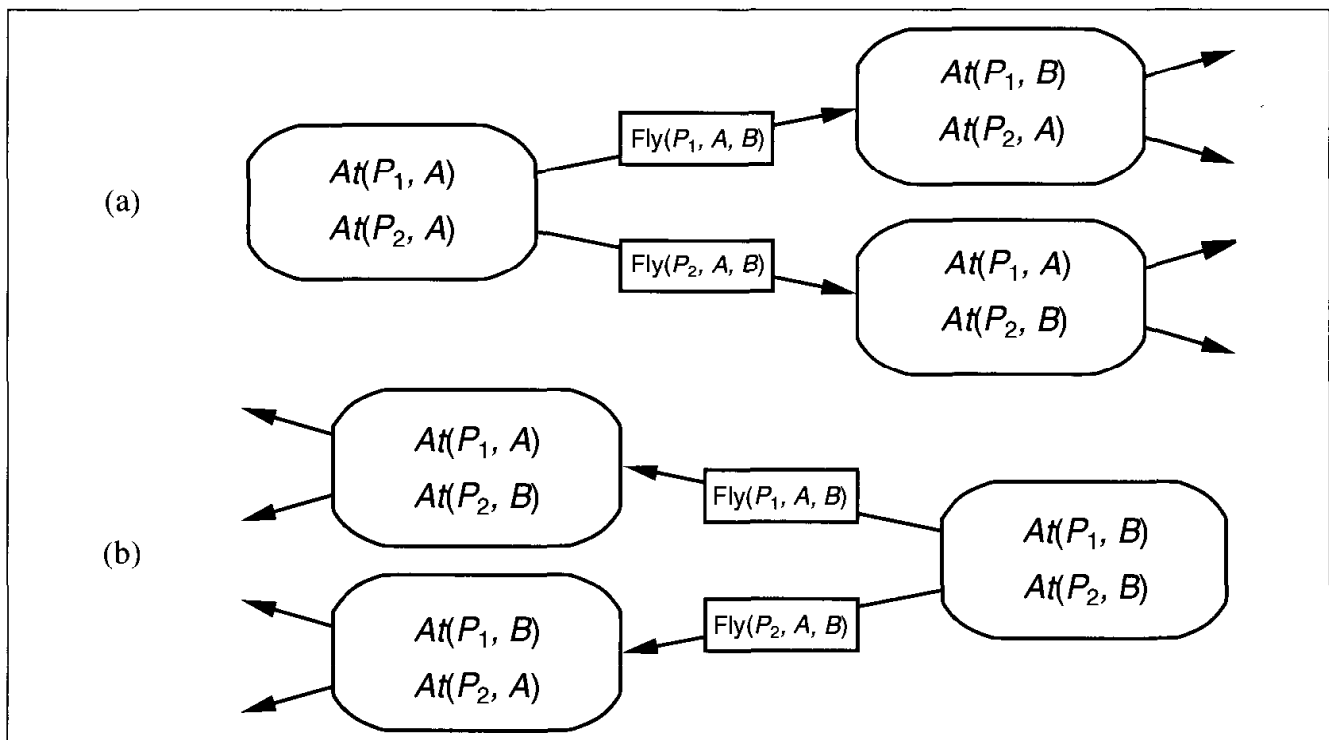 (a)
At(P₁, A)
At(P₂, A)
Fly(P₁, A, B)
Fly(P₂, A, B)
At(P₁, B)
At(P₂, A)
At(P₁, A)
At(P₂, B)
(b)
At(P₁, A)
At(P₂, B)
At(P₁, B)
At(P₂, A)
Fly(P₁, A, B)
Fly(P₂, A, B)
At(P₁, B)
At(P₂, B)